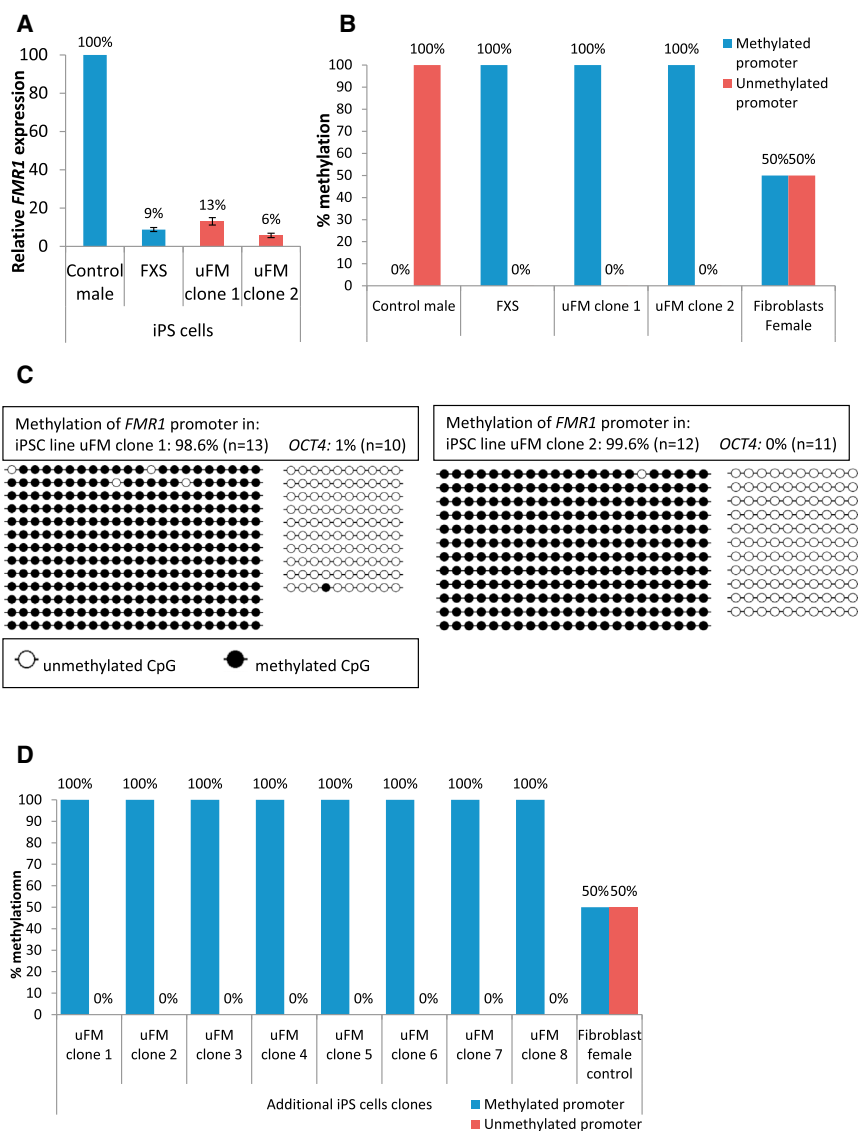 A
Relative FMR1 expression
100%
9%
13%
6%
100
80
60
40
20
0
Control male
FXS
uFM clone 1
uFM clone 2
iPS cells
B
% methylation
100%
100%
100%
100%
Methylated promoter
Unmethylated promoter
100
90
80
70
60
50
40
30
20
10
0
0%
0%
0%
0%
50%
50%
Control male
FXS
uFM clone 1
uFM clone 2
Fibroblasts Female
C
Methylation of FMR1 promoter in:
iPSC line uFM clone 1: 98.6% (n=13) OCT4: 1% (n=10)
Methylation of FMR1 promoter in:
iPSC line uFM clone 2: 99.6% (n=12) OCT4: 0% (n=11)
unmethylated CpG
methylated CpG
D
% methylatiomn
100%
100%
100%
100%
100%
100%
100%
100%
100
90
80
70
60
50
40
30
20
10
0
0%
0%
0%
0%
0%
0%
0%
0%
50%
50%
uFM clone 1
uFM clone 2
uFM clone 3
uFM clone 4
uFM clone 5
uFM clone 6
uFM clone 7
uFM clone 8
Fibroblast female control
Additional iPS cells clones
Methylated promoter
Unmethylated promoter